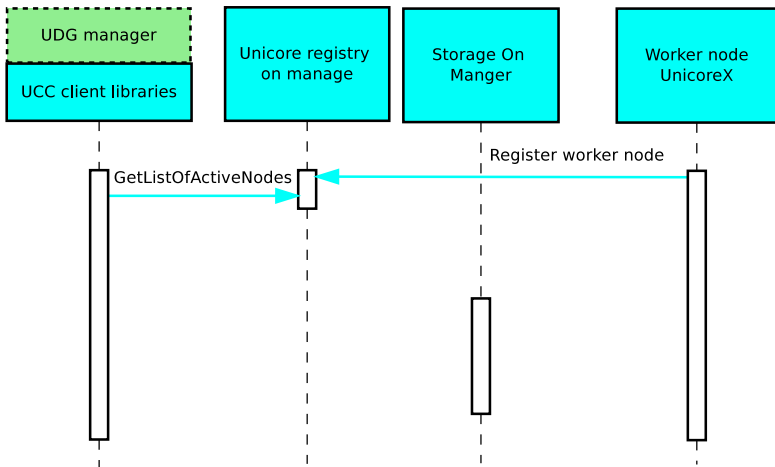 UDG manager
UCC client libraries
Unicore registry
on manage
Storage On
Manger
Worker node
UnicoreX
Register worker node
GetListOfActiveNodes